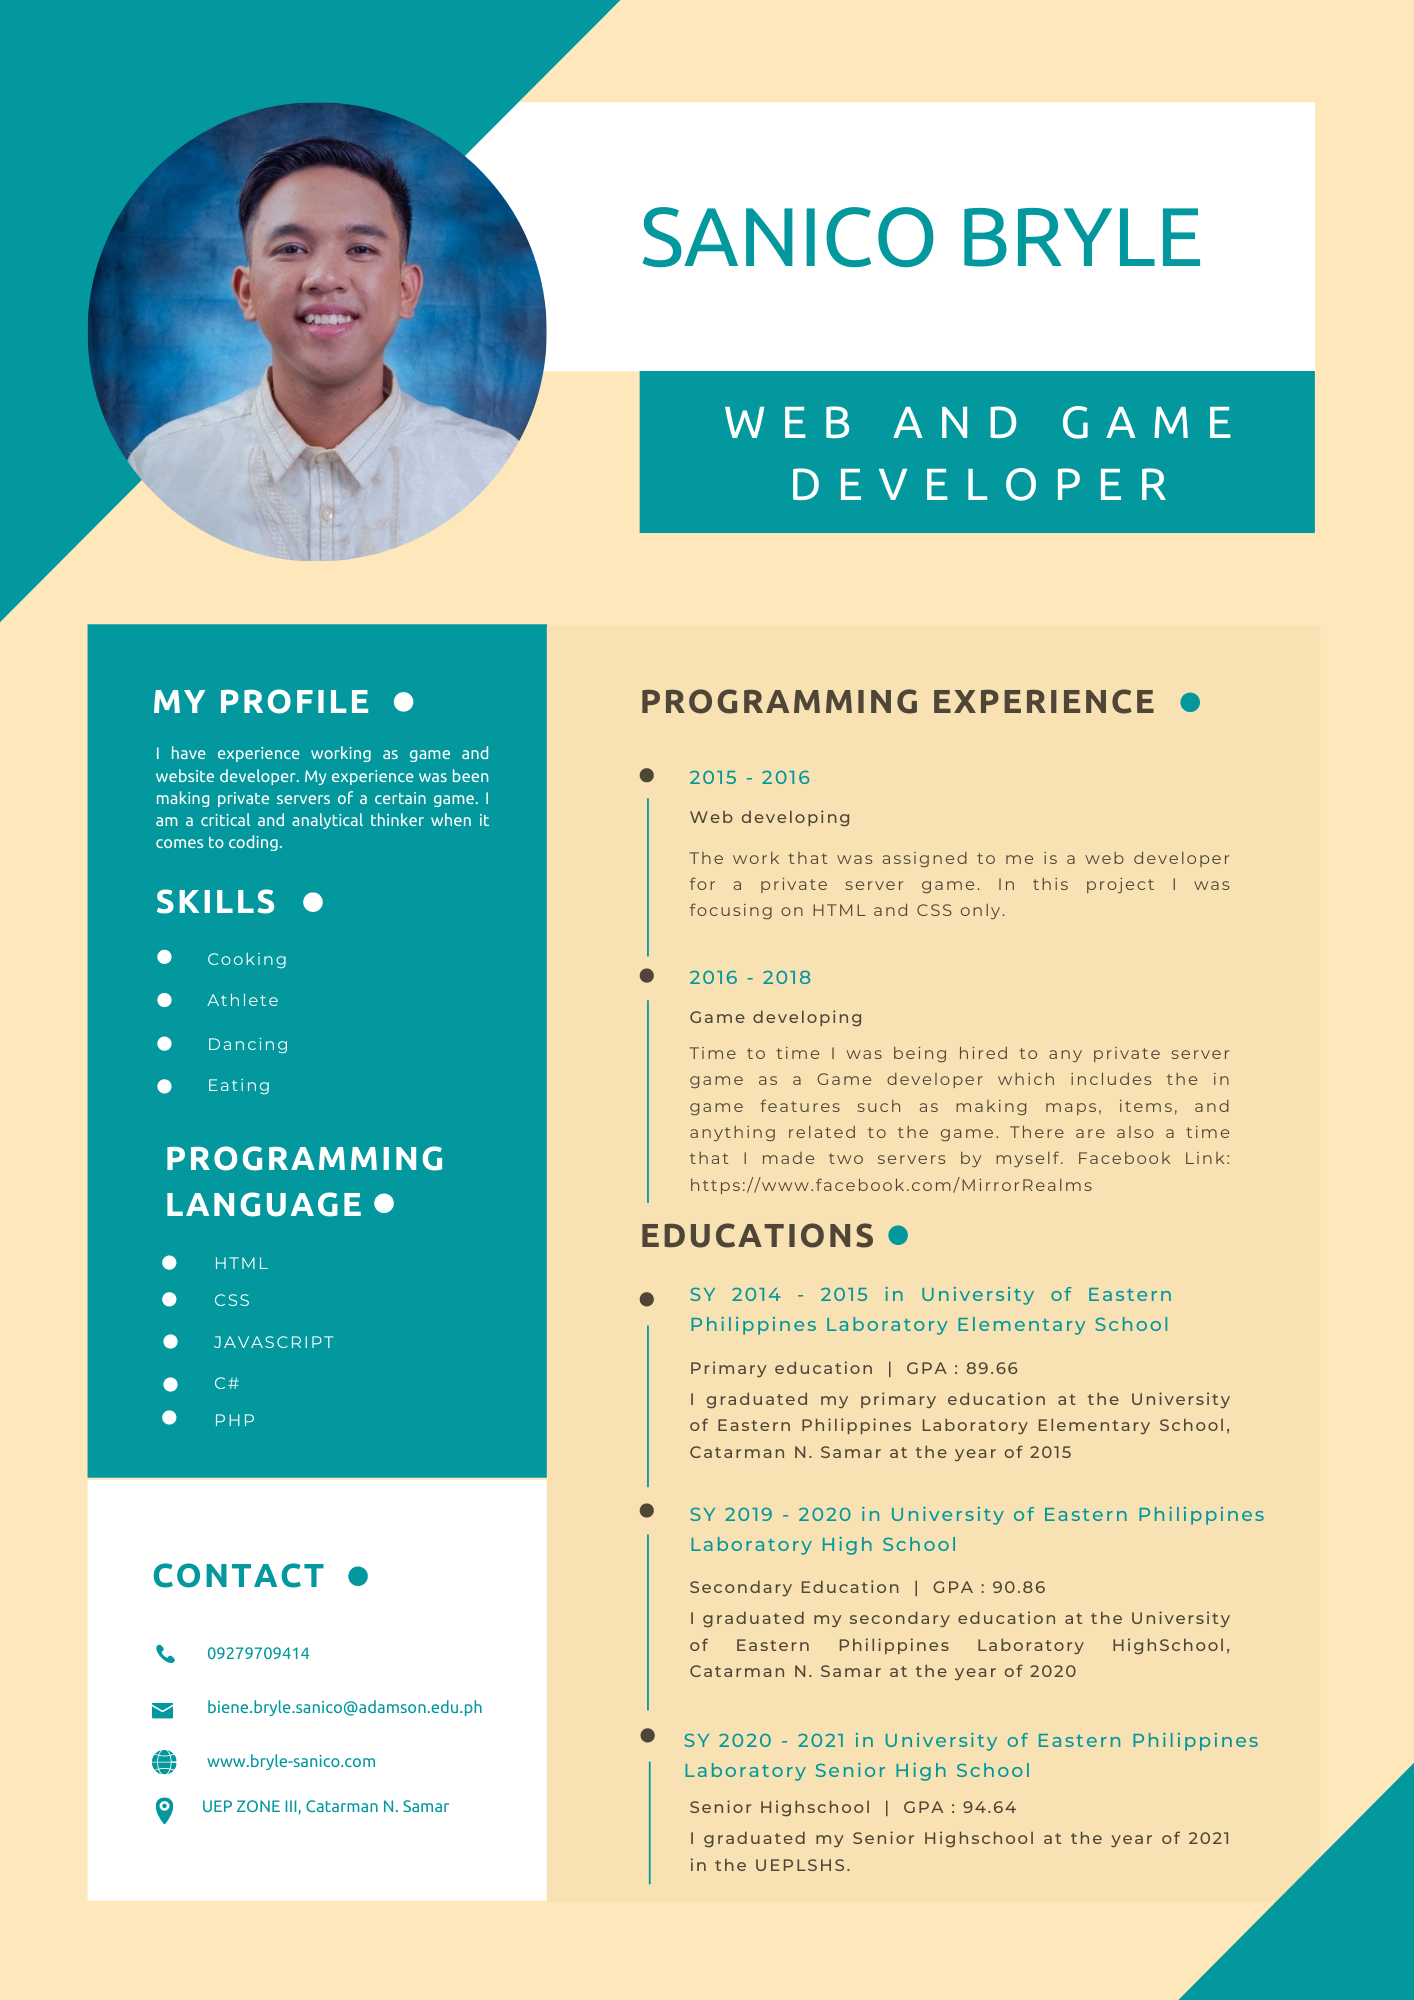 SANICO BRYLE
WEB AND GAME
DEVELOPER
MY PROFILE
I have experience working as game and
website developer. My experience was been
making private servers of a certain game. I
am a critical and analytical thinker when it
comes to coding.
SKILLS
Cooking
Athlete
Dancing
Eating
PROGRAMMING
LANGUAGE
HTML
CSS
JAVASCRIPT
C#
PHP
CONTACT
09279709414
biene.bryle.sanico@adamson.edu.ph
www.bryle-sanico.com
UEP ZONE III, Catarman N. Samar
PROGRAMMING EXPERIENCE
2015 - 2016
Web developing
The work that was assigned to me is a web developer
for a private server game. In this project I was
focusing on HTML and CSS only.
2016 - 2018
Game developing
Time to time I was being hired to any private server
game as a Game developer which includes the in
game features such as making maps, items, and
anything related to the game. There are also a time
that I made two servers by myself. Facebook Link:
https://www.facebook.com/MirrorRealms
EDUCATIONS
SY 2014 - 2015 in University of Eastern
Philippines Laboratory Elementary School
Primary education | GPA : 89.66
I graduated my primary education at the University
of Eastern Philippines Laboratory Elementary School,
Catarman N. Samar at the year of 2015
SY 2019 - 2020 in University of Eastern Philippines
Laboratory High School
Secondary Education | GPA : 90.86
I graduated my secondary education at the University
of Eastern Philippines Laboratory HighSchool,
Catarman N. Samar at the year of 2020
SY 2020 - 2021 in University of Eastern Philippines
Laboratory Senior High School
Senior Highschool | GPA : 94.64
I graduated my Senior Highschool at the year of 2021
in the UEPLSHS.